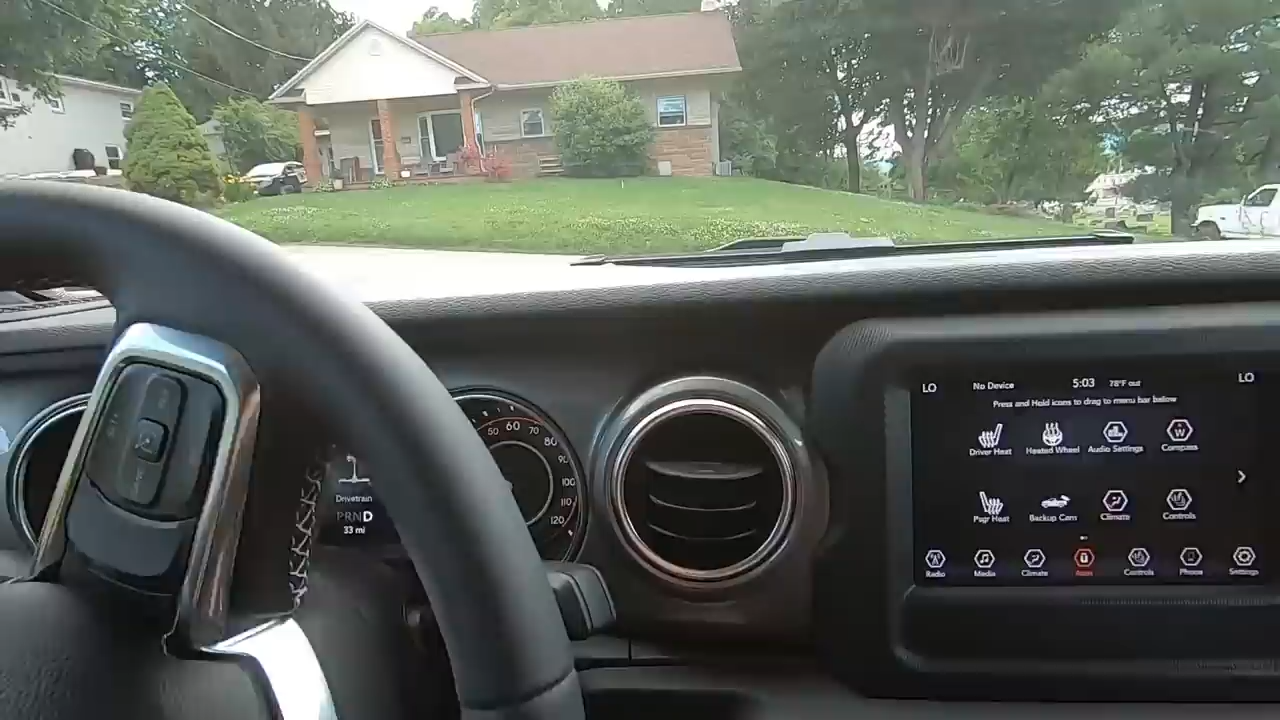 LO
No Device
5:03
78°F out
LO
Press and Hold icons to drag to menu bar below
Driver Heat
Heated Wheel
Audio Settings
Compass
W
Psgr Heat
Backup Cam
Climate
Controls
Radio
Media
Climate
Apps
Controls
Phone
Settings
50
60
70
80
90
100
110
120
Drivetrain
PRND
33 mi